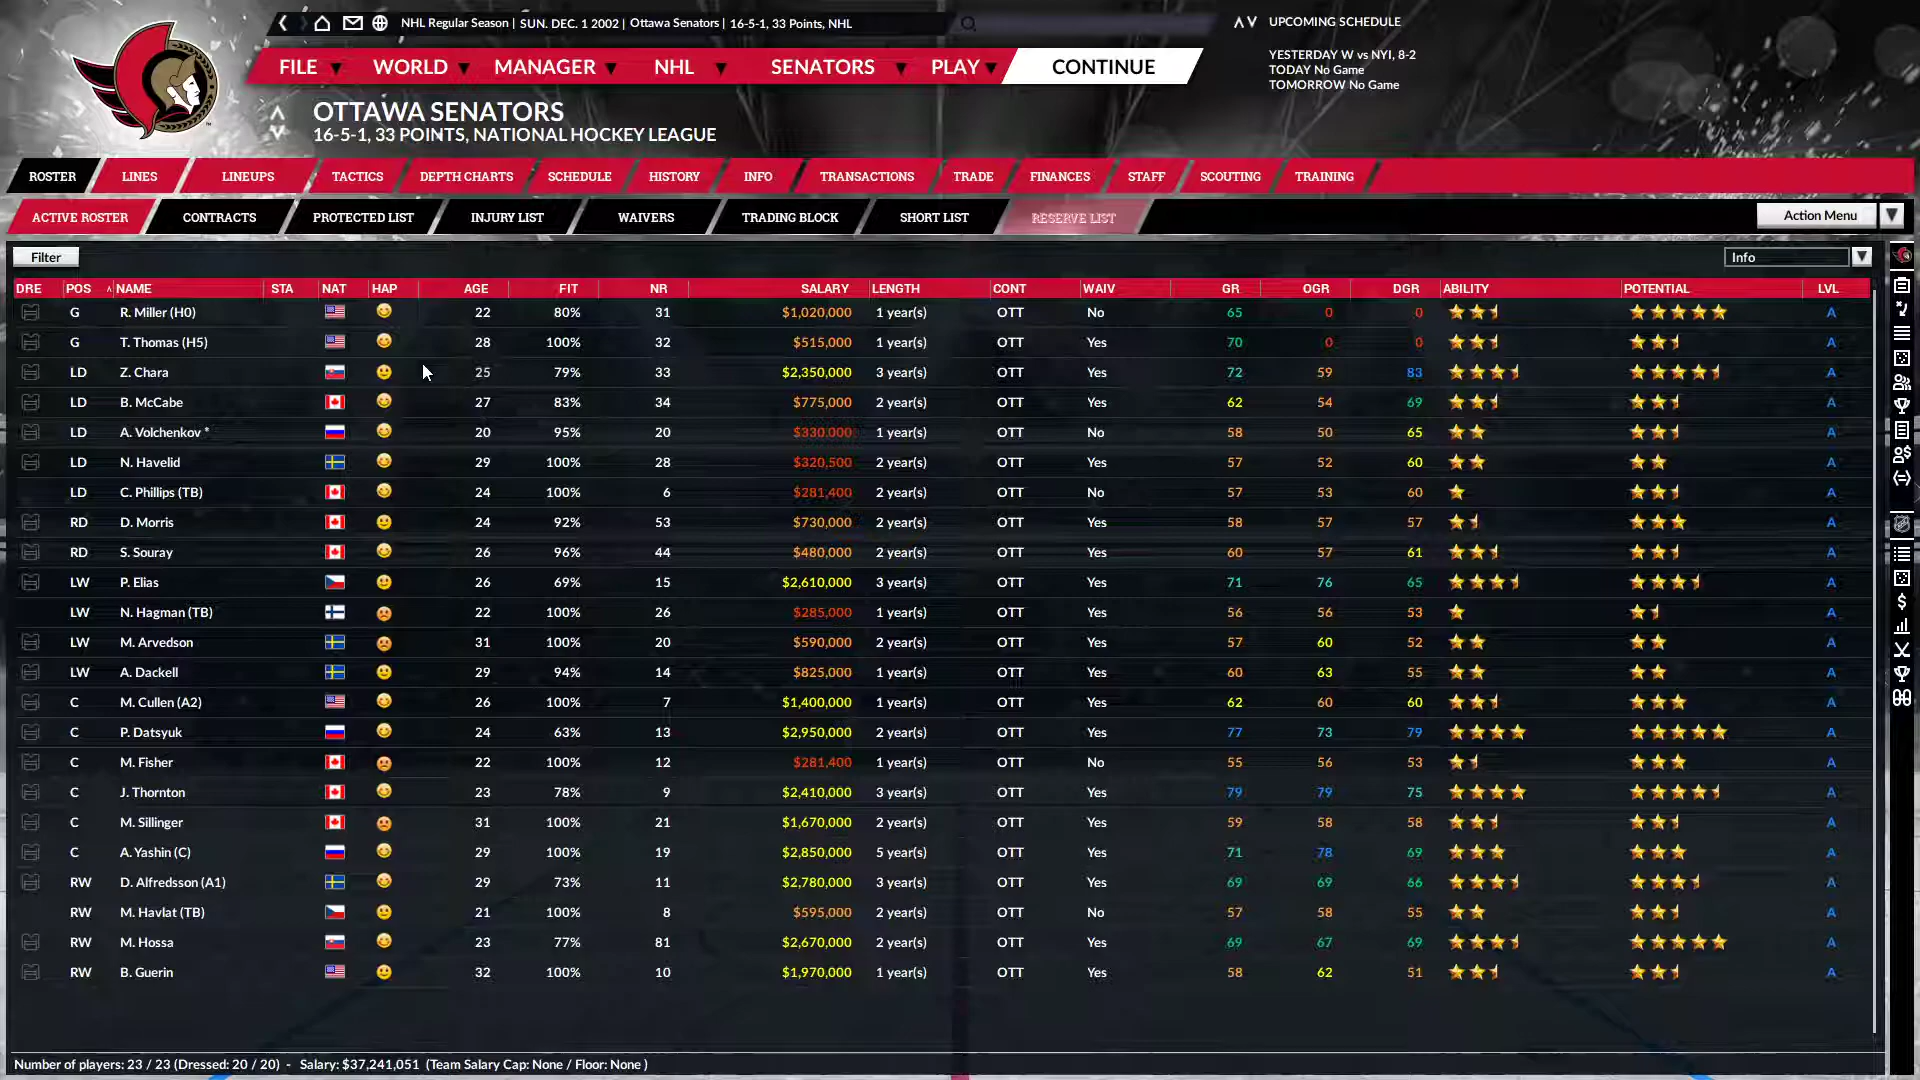 NHL Regular Season | SUN. DEC. 1 2002 | Ottawa Senators | 16-5-1, 33 Points, NHL
UPCOMING SCHEDULE
YESTERDAY W vs NYI, 8-2
TODAY No Game
TOMORROW No Game
FILE WORLD MANAGER NHL SENATORS PLAY CONTINUE
OTTAWA SENATORS
16-5-1, 33 POINTS, NATIONAL HOCKEY LEAGUE
ROSTER LINES LINEUPS TACTICS DEPTH CHARTS SCHEDULE HISTORY INFO TRANSACTIONS TRADE FINANCES STAFF SCOUTING TRAINING
ACTIVE ROSTER CONTRACTS PROTECTED LIST INJURY LIST WAIVERS TRADING BLOCK SHORT LIST RESERVE LIST Action Menu
Filter Info
DRE POS NAME STA NAT HAP AGE FIT NR SALARY LENGTH CONT WAIV GR OGR DGR ABILITY POTENTIAL LVL
G R. Miller (H0) 22 80% 31 $1,020,000 1 year(s) OTT No 65 0 0 A
G T. Thomas (H5) 28 100% 32 $515,000 1 year(s) OTT Yes 70 0 0 A
LD Z. Chara 25 79% 33 $2,350,000 3 year(s) OTT Yes 72 59 83 A
LD B. McCabe 27 83% 34 $775,000 2 year(s) OTT Yes 62 54 69 A
LD A. Volchenkov * 20 95% 20 $330,000 1 year(s) OTT No 58 50 65 A
LD N. Havelid 29 100% 28 $320,500 2 year(s) OTT Yes 57 52 60 A
LD C. Phillips (TB) 24 100% 6 $281,400 2 year(s) OTT No 57 53 60 A
RD D. Morris 24 92% 53 $730,000 2 year(s) OTT Yes 58 57 57 A
RD S. Souray 26 96% 44 $480,000 2 year(s) OTT Yes 60 57 61 A
LW P. Elias 26 69% 15 $2,610,000 3 year(s) OTT Yes 71 76 65 A
LW N. Hagman (TB) 22 100% 26 $285,000 1 year(s) OTT Yes 56 56 53 A
LW M. Arvedson 31 100% 20 $590,000 2 year(s) OTT Yes 57 60 52 A
LW A. Dackell 29 94% 14 $825,000 1 year(s) OTT Yes 60 63 55 A
C M. Cullen (A2) 26 100% 7 $1,400,000 1 year(s) OTT Yes 62 60 60 A
C P. Datsyuk 24 63% 13 $2,950,000 2 year(s) OTT Yes 77 73 79 A
C M. Fisher 22 100% 12 $281,400 1 year(s) OTT No 55 56 53 A
C J. Thornton 23 78% 9 $2,410,000 3 year(s) OTT Yes 79 79 75 A
C M. Sillinger 31 100% 21 $1,670,000 2 year(s) OTT Yes 59 58 58 A
C A. Yashin (C) 29 100% 19 $2,850,000 5 year(s) OTT Yes 71 78 69 A
RW D. Alfredsson (A1) 29 73% 11 $2,780,000 3 year(s) OTT Yes 69 69 66 A
RW M. Havlat (TB) 21 100% 8 $595,000 2 year(s) OTT No 57 58 55 A
RW M. Hossa 23 77% 81 $2,670,000 2 year(s) OTT Yes 69 67 69 A
RW B. Guerin 32 100% 10 $1,970,000 1 year(s) OTT Yes 58 62 51 A
Number of players: 23 / 23 (Dressed: 20 / 20) - Salary: $37,241,051 (Team Salary Cap: None / Floor: None )